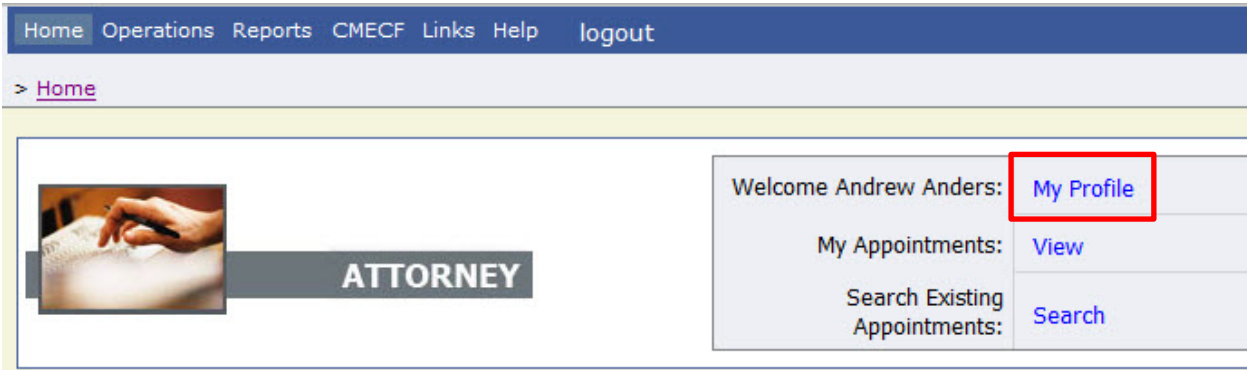 Home Operations Reports CMECF Links Help logout
> Home
ATTORNEY
Welcome Andrew Anders: My Profile
My Appointments: View
Search Existing
Appointments: Search